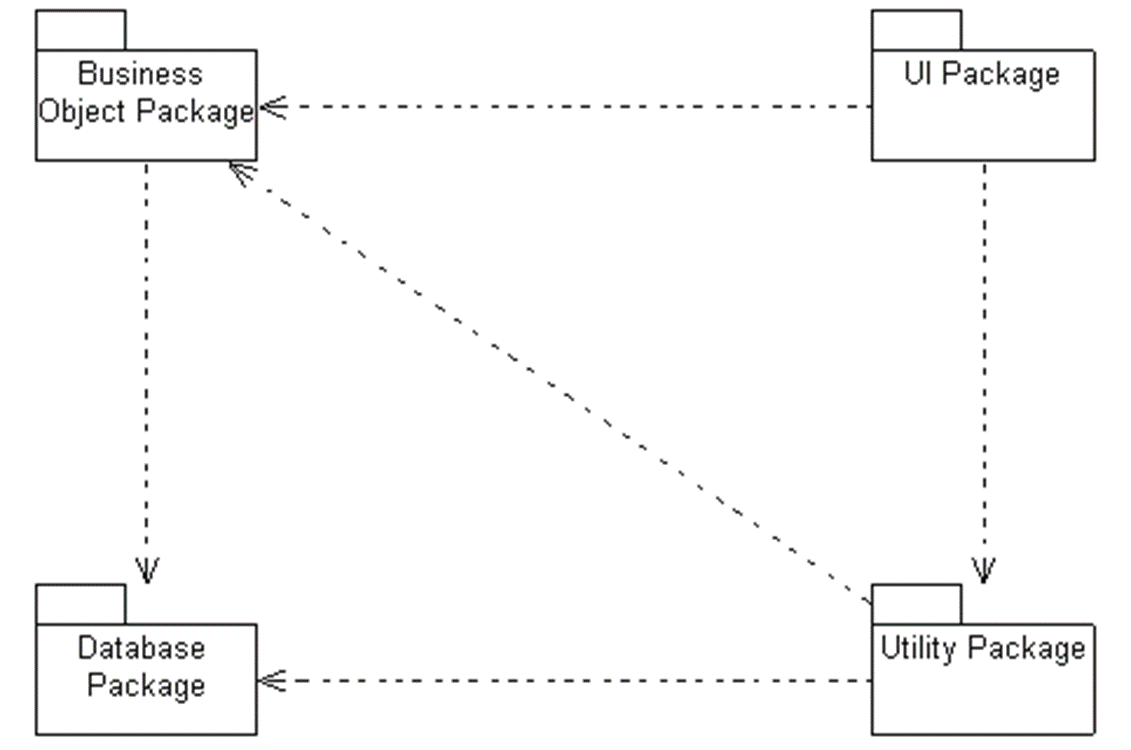 Business
Object Package
UI Package
Database
Package
Utility Package